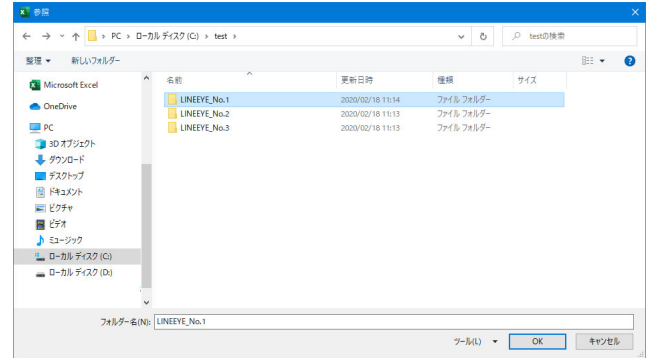 参照
PC › ローカル ディスク (C:) › test ›
testの検索
整理
新しいフォルダー
名前 更新日時 種類 サイズ
Microsoft Excel
OneDrive
PC
3D オブジェクト
ダウンロード
デスクトップ
ドキュメント
ピクチャ
ビデオ
ミュージック
ローカル ディスク (C:)
ローカル ディスク (D:)
LINEEYE_No.1 2020/02/18 11:14 ファイル フォルダー
LINEEYE_No.2 2020/02/18 11:13 ファイル フォルダー
LINEEYE_No.3 2020/02/18 11:13 ファイル フォルダー
フォルダー名(N): LINEEYE_No.1
ツール(L) OK キャンセル